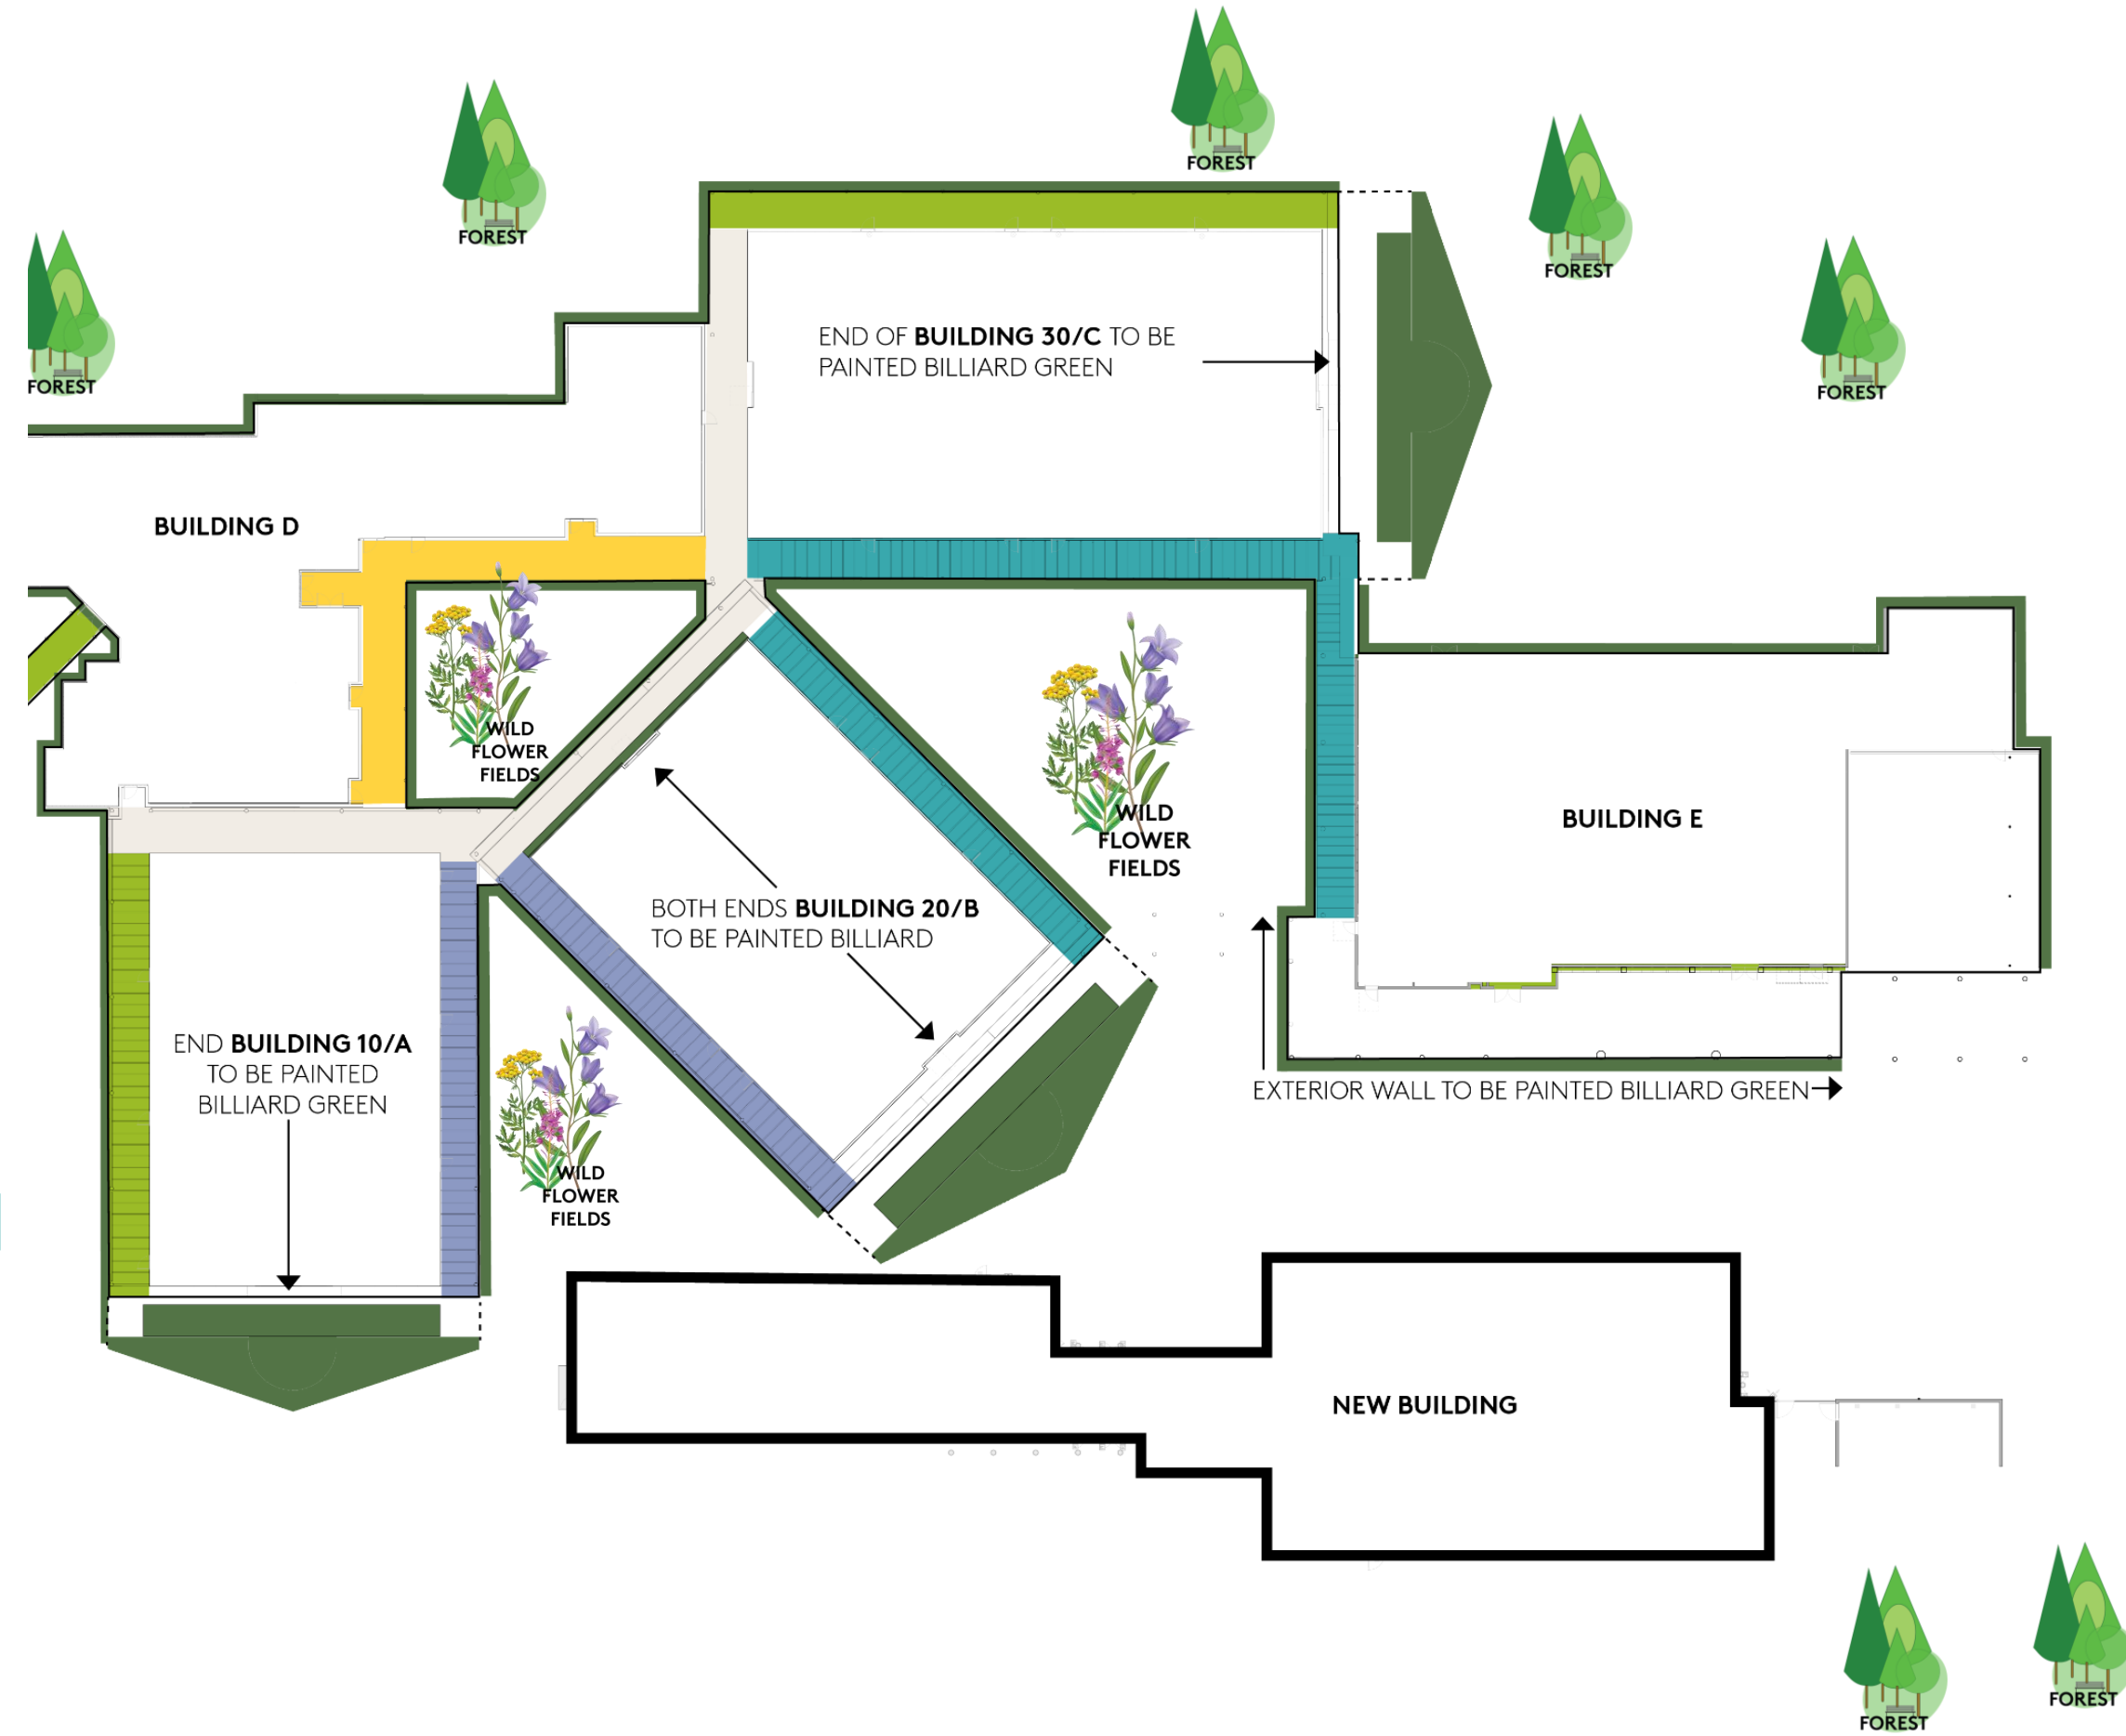 FOREST
FOREST
FOREST
FOREST
FOREST
END OF BUILDING 30/C TO BE
PAINTED BILLIARD GREEN
BUILDING D
WILD
FLOWER
FIELDS
WILD
FLOWER
FIELDS
BUILDING E
BOTH ENDS BUILDING 20/B
TO BE PAINTED BILLIARD
END BUILDING 10/A
TO BE PAINTED
BILLIARD GREEN
EXTERIOR WALL TO BE PAINTED BILLIARD GREEN
WILD
FLOWER
FIELDS
NEW BUILDING
FOREST
FOREST